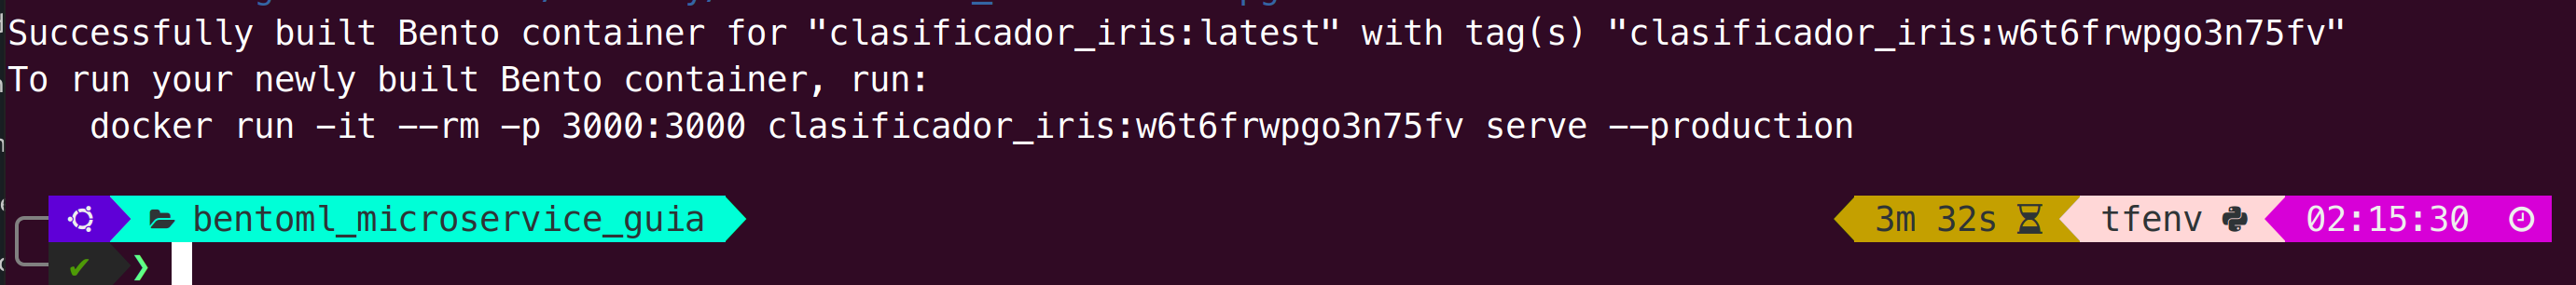 Successfully built Bento container for "clasificador_iris:latest" with tag(s) "clasificador_iris:w6t6frwpgo3n75fv"
To run your newly built Bento container, run:
docker run -it --rm -p 3000:3000 clasificador_iris:w6t6frwpgo3n75fv serve --production
bentoml_microservice_guia 3m 32s tfenv 02:15:30